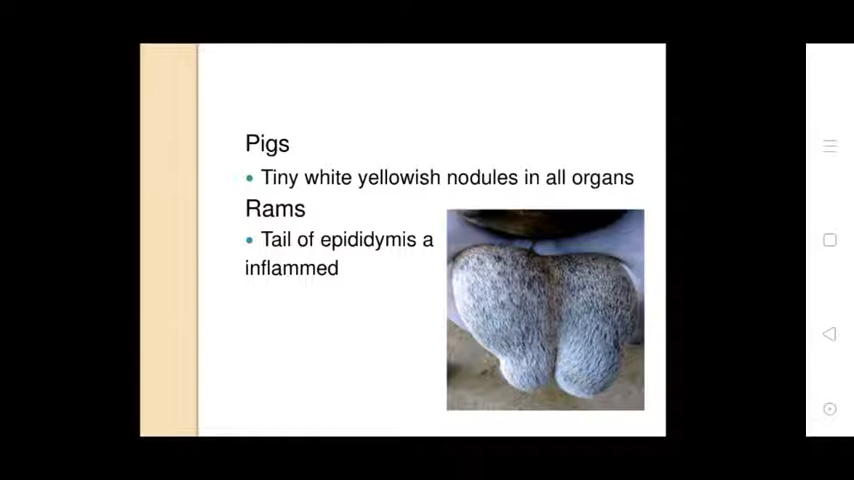 Pigs
Tiny white yellowish nodules in all organs
Rams
Tail of epididymis a
inflammed